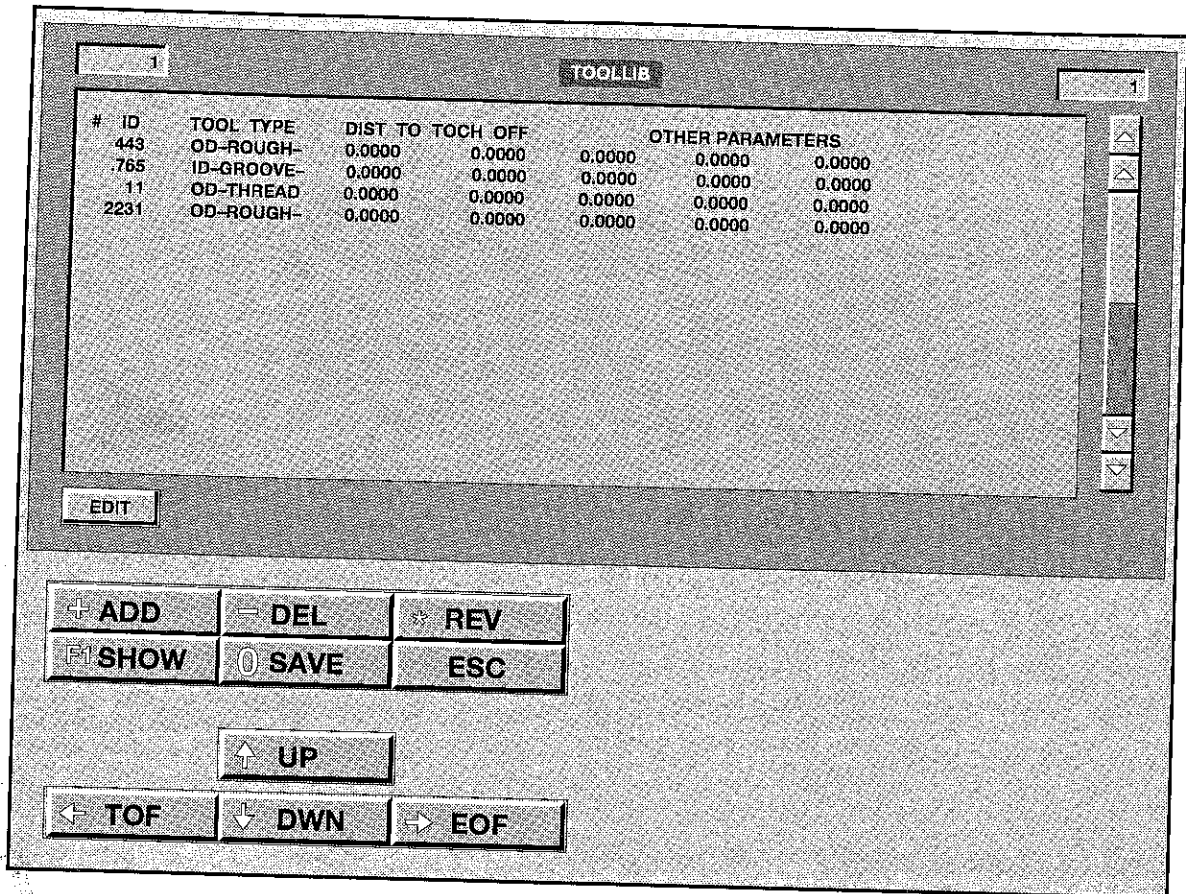 1
TOOLLIB
1
# ID TOOL TYPE DIST TO TOCH OFF OTHER PARAMETERS
443 OD-ROUGH- 0.0000 0.0000 0.0000 0.0000 0.0000
.765 ID-GROOVE- 0.0000 0.0000 0.0000 0.0000 0.0000
11 OD-THREAD 0.0000 0.0000 0.0000 0.0000 0.0000
2231 OD-ROUGH- 0.0000 0.0000 0.0000 0.0000 0.0000
EDIT
+ ADD - DEL * REV
F1 SHOW 0 SAVE ESC
↑ UP
← TOF ↓ DWN → EOF